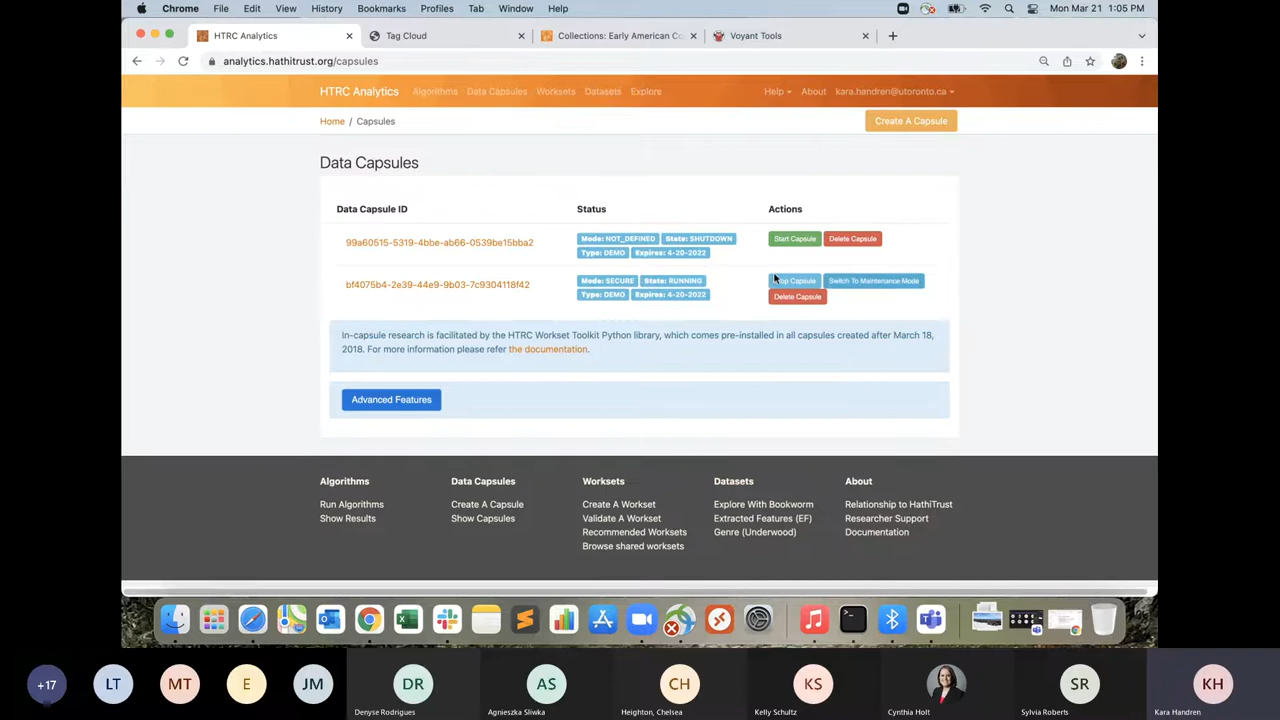 Chrome File Edit View History Bookmarks Profiles Tab Window Help Mon Mar 21 1:05 PM
HTRC Analytics Tag Cloud Collections: Early American Co Voyant Tools
analytics.hathitrust.org/capsules
HTRC Analytics Algorithms Data Capsules Worksets Datasets Explore Help About kara.handren@utoronto.ca
Home / Capsules Create A Capsule
Data Capsules
Data Capsule ID Status Actions
99a60515-5319-4bbe-ab66-0539be15bba2 Mode: NOT_DEFINED State: SHUTDOWN Start Capsule Delete Capsule
Type: DEMO Expires: 4-20-2022
bf4075b4-2e39-44e9-9b03-7c9304118f42 Mode: SECURE State: RUNNING Capsule Switch To Maintenance Mode
Type: DEMO Expires: 4-20-2022 Delete Capsule
In-capsule research is facilitated by the HTRC Workset Toolkit Python library, which comes pre-installed in all capsules created after March 18,
2018. For more information please refer the documentation.
Advanced Features
Algorithms Data Capsules Worksets Datasets About
Run Algorithms Create A Capsule Create A Workset Explore With Bookworm Relationship to HathiTrust
Show Results Show Capsules Validate A Workset Extracted Features (EF) Researcher Support
Recommended Worksets Genre (Underwood) Documentation
Browse shared worksets
+17 LT MT E JM DR AS CH KS SR KH
Denyse Rodrigues Agnieszka Sliwka Heighton, Chelsea Kelly Schultz Cynthia Holt Sylvia Roberts Kara Handren